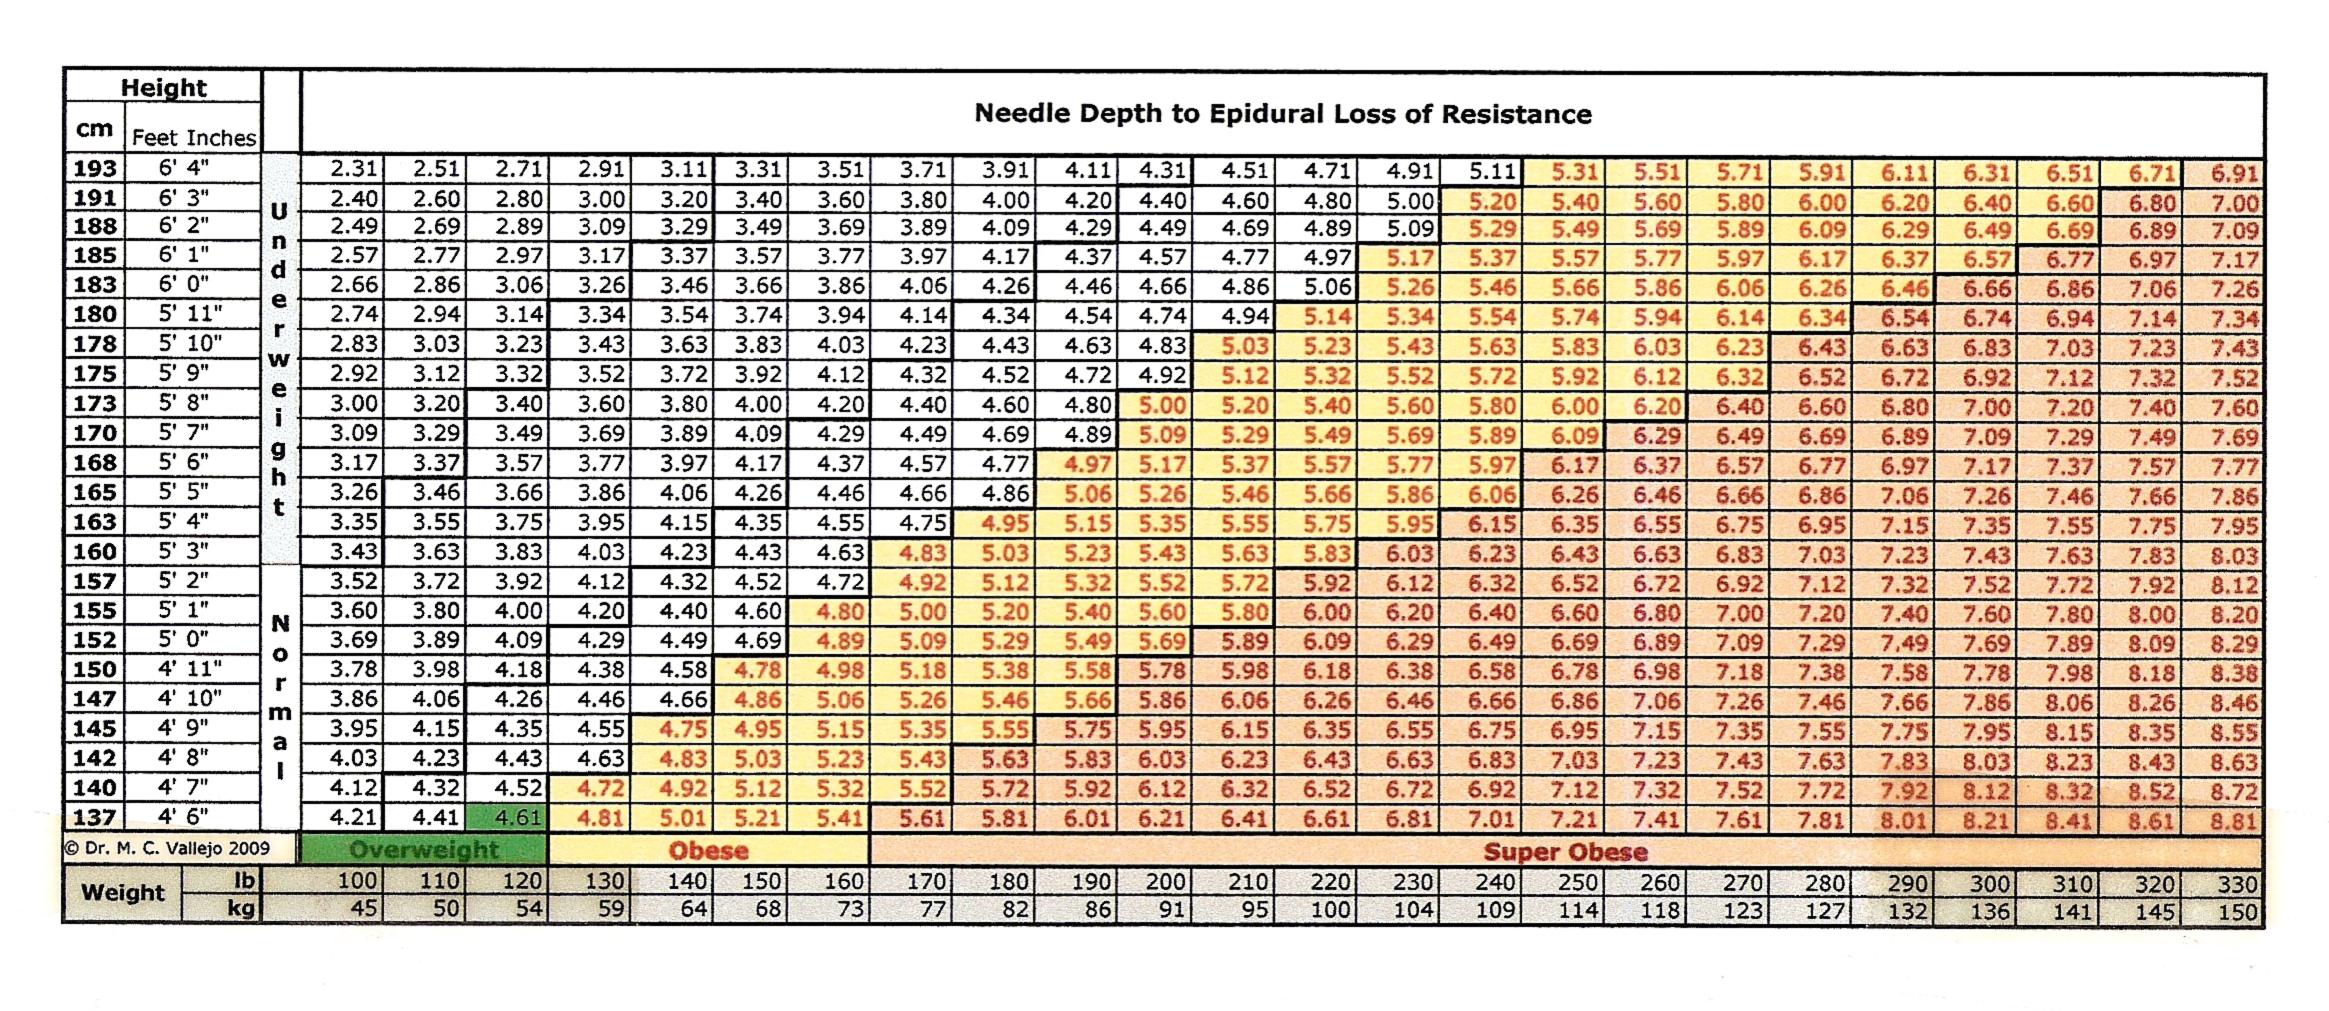 Height
Needle Depth to Epidural Loss of Resistance
cm Feet Inches
Underweight
193 6' 4" 2.31 2.51 2.71 2.91 3.11 3.31 3.51 3.71 3.91 4.11 4.31 4.51 4.71 4.91 5.11 5.31 5.51 5.71 5.91 6.11 6.31 6.51 6.71 6.91
191 6' 3" 2.40 2.60 2.80 3.00 3.20 3.40 3.60 3.80 4.00 4.20 4.40 4.60 4.80 5.00 5.20 5.40 5.60 5.80 6.00 6.20 6.40 6.60 6.80 7.00
188 6' 2" 2.49 2.69 2.89 3.09 3.29 3.49 3.69 3.89 4.09 4.29 4.49 4.69 4.89 5.09 5.29 5.49 5.69 5.89 6.09 6.29 6.49 6.69 6.89 7.09
185 6' 1" 2.57 2.77 2.97 3.17 3.37 3.57 3.77 3.97 4.17 4.37 4.57 4.77 4.97 5.17 5.37 5.57 5.77 5.97 6.17 6.37 6.57 6.77 6.97 7.17
183 6' 0" 2.66 2.86 3.06 3.26 3.46 3.66 3.86 4.06 4.26 4.46 4.66 4.86 5.06 5.26 5.46 5.66 5.86 6.06 6.26 6.46 6.66 6.86 7.06 7.26
180 5' 11" 2.74 2.94 3.14 3.34 3.54 3.74 3.94 4.14 4.34 4.54 4.74 4.94 5.14 5.34 5.54 5.74 5.94 6.14 6.34 6.54 6.74 6.94 7.14 7.34
178 5' 10" 2.83 3.03 3.23 3.43 3.63 3.83 4.03 4.23 4.43 4.63 4.83 5.03 5.23 5.43 5.63 5.83 6.03 6.23 6.43 6.63 6.83 7.03 7.23 7.43
175 5' 9" 2.92 3.12 3.32 3.52 3.72 3.92 4.12 4.32 4.52 4.72 4.92 5.12 5.32 5.52 5.72 5.92 6.12 6.32 6.52 6.72 6.92 7.12 7.32 7.52
173 5' 8" 3.00 3.20 3.40 3.60 3.80 4.00 4.20 4.40 4.60 4.80 5.00 5.20 5.40 5.60 5.80 6.00 6.20 6.40 6.60 6.80 7.00 7.20 7.40 7.60
170 5' 7" 3.09 3.29 3.49 3.69 3.89 4.09 4.29 4.49 4.69 4.89 5.09 5.29 5.49 5.69 5.89 6.09 6.29 6.49 6.69 6.89 7.09 7.29 7.49 7.69
168 5' 6" 3.17 3.37 3.57 3.77 3.97 4.17 4.37 4.57 4.77 4.97 5.17 5.37 5.57 5.77 5.97 6.17 6.37 6.57 6.77 6.97 7.17 7.37 7.57 7.77
165 5' 5" 3.26 3.46 3.66 3.86 4.06 4.26 4.46 4.66 4.86 5.06 5.26 5.46 5.66 5.86 6.06 6.26 6.46 6.66 6.86 7.06 7.26 7.46 7.66 7.86
163 5' 4" 3.35 3.55 3.75 3.95 4.15 4.35 4.55 4.75 4.95 5.15 5.35 5.55 5.75 5.95 6.15 6.35 6.55 6.75 6.95 7.15 7.35 7.55 7.75 7.95
160 5' 3" 3.43 3.63 3.83 4.03 4.23 4.43 4.63 4.83 5.03 5.23 5.43 5.63 5.83 6.03 6.23 6.43 6.63 6.83 7.03 7.23 7.43 7.63 7.83 8.03
Normal
157 5' 2" 3.52 3.72 3.92 4.12 4.32 4.52 4.72 4.92 5.12 5.32 5.52 5.72 5.92 6.12 6.32 6.52 6.72 6.92 7.12 7.32 7.52 7.72 7.92 8.12
155 5' 1" 3.60 3.80 4.00 4.20 4.40 4.60 4.80 5.00 5.20 5.40 5.60 5.80 6.00 6.20 6.40 6.60 6.80 7.00 7.20 7.40 7.60 7.80 8.00 8.20
152 5' 0" 3.69 3.89 4.09 4.29 4.49 4.69 4.89 5.09 5.29 5.49 5.69 5.89 6.09 6.29 6.49 6.69 6.89 7.09 7.29 7.49 7.69 7.89 8.09 8.29
150 4' 11" 3.78 3.98 4.18 4.38 4.58 4.78 4.98 5.18 5.38 5.58 5.78 5.98 6.18 6.38 6.58 6.78 6.98 7.18 7.38 7.58 7.78 7.98 8.18 8.38
147 4' 10" 3.86 4.06 4.26 4.46 4.66 4.86 5.06 5.26 5.46 5.66 5.86 6.06 6.26 6.46 6.66 6.86 7.06 7.26 7.46 7.66 7.86 8.06 8.26 8.46
145 4' 9" 3.95 4.15 4.35 4.55 4.75 4.95 5.15 5.35 5.55 5.75 5.95 6.15 6.35 6.55 6.75 6.95 7.15 7.35 7.55 7.75 7.95 8.15 8.35 8.55
142 4' 8" 4.03 4.23 4.43 4.63 4.83 5.03 5.23 5.43 5.63 5.83 6.03 6.23 6.43 6.63 6.83 7.03 7.23 7.43 7.63 7.83 8.03 8.23 8.43 8.63
140 4' 7" 4.12 4.32 4.52 4.72 4.92 5.12 5.32 5.52 5.72 5.92 6.12 6.32 6.52 6.72 6.92 7.12 7.32 7.52 7.72 7.92 8.12 8.32 8.52 8.72
137 4' 6" 4.21 4.41 4.61 4.81 5.01 5.21 5.41 5.61 5.81 6.01 6.21 6.41 6.61 6.81 7.01 7.21 7.41 7.61 7.81 8.01 8.21 8.41 8.61 8.81
© Dr. M. C. Vallejo 2009 Overweight Obese Super Obese
Weight
lb 100 110 120 130 140 150 160 170 180 190 200 210 220 230 240 250 260 270 280 290 300 310 320 330
kg 45 50 54 59 64 68 73 77 82 86 91 95 100 104 109 114 118 123 127 132 136 141 145 150